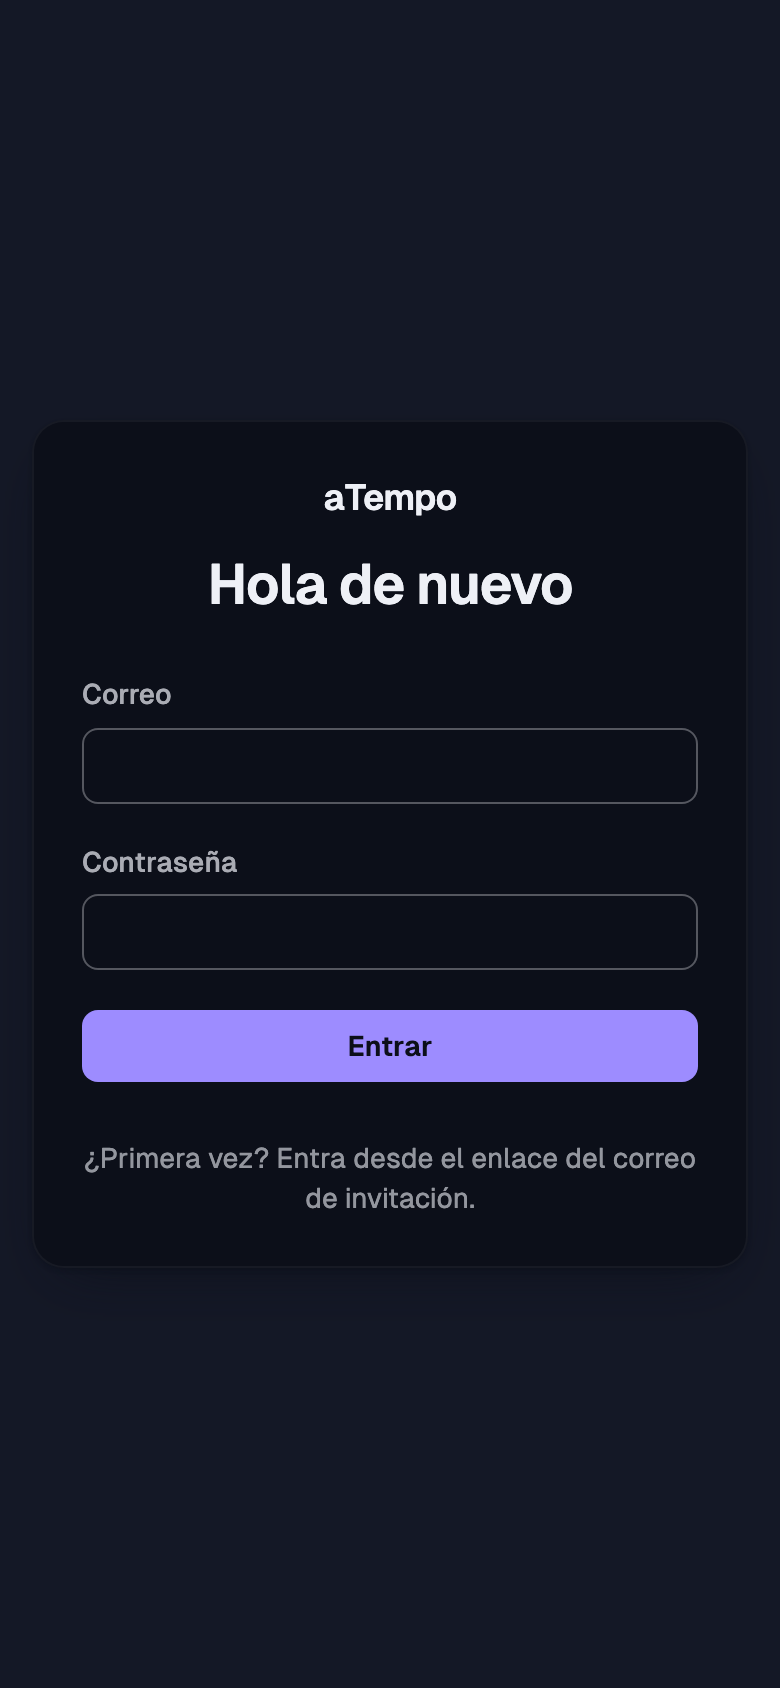 aTempo
Hola de nuevo
Correo
Contraseña
Entrar
¿Primera vez? Entra desde el enlace del correo
de invitación.